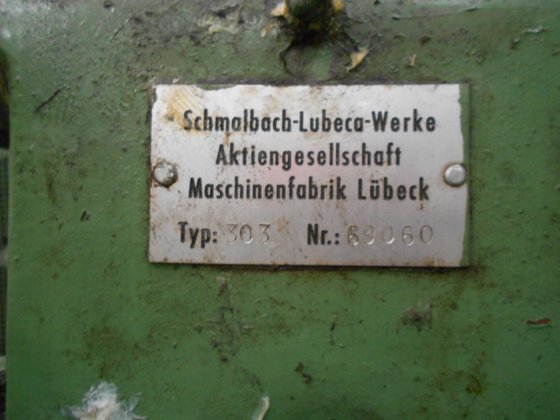 Schmalbach-Lubeca-Werke
Aktiengesellschaft
Maschinenfabrik Lübeck
Typ: 303 Nr.: 69060